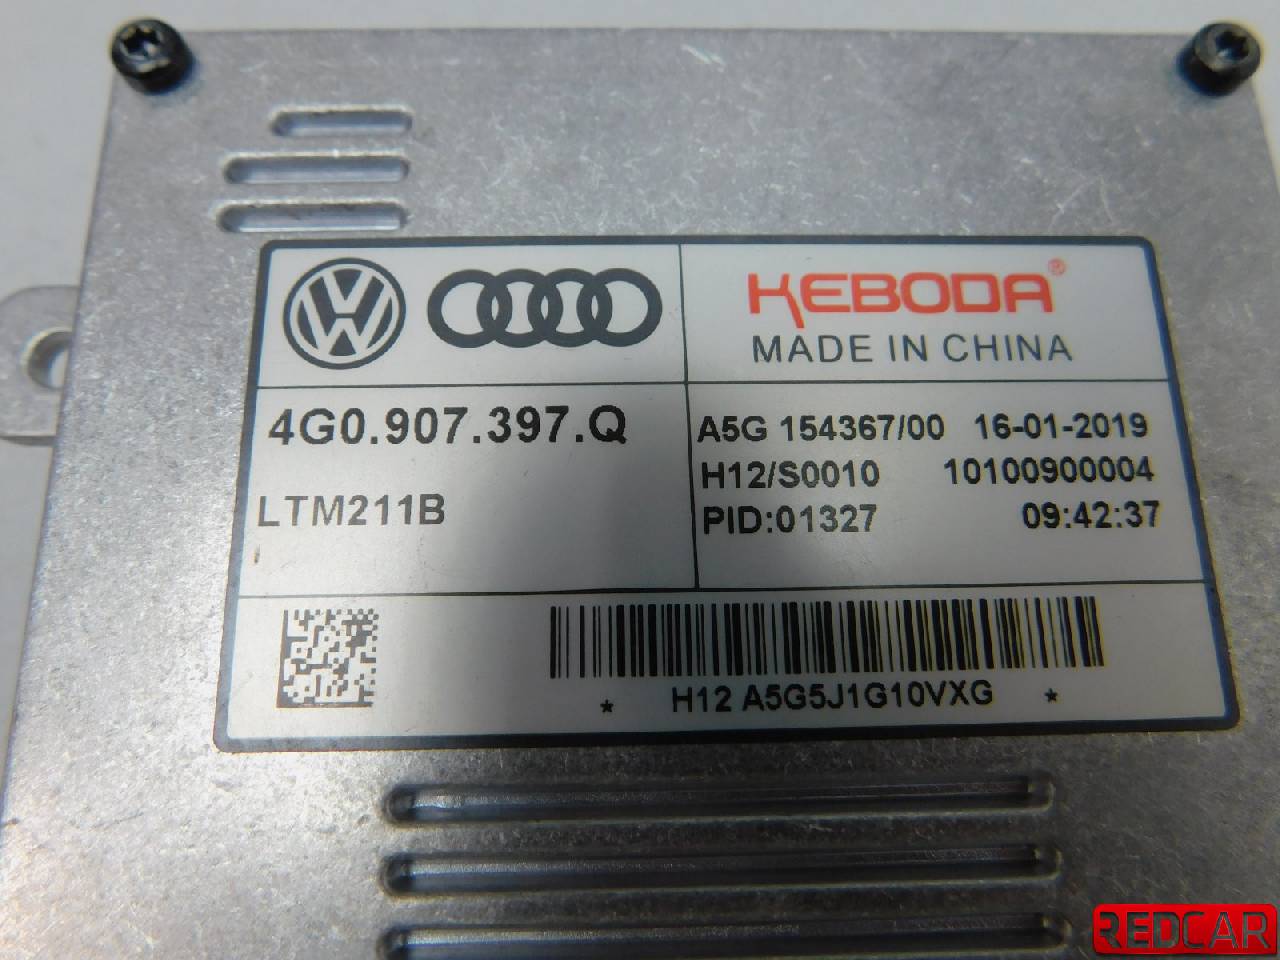 KEBODA®
MADE IN CHINA
4G0.907.397.Q
LTM211B
A5G 154367/00 16-01-2019
H12/S0010 10100900004
PID:01327 09:42:37
* H12 A5G5J1G10VXG *
REDCAR